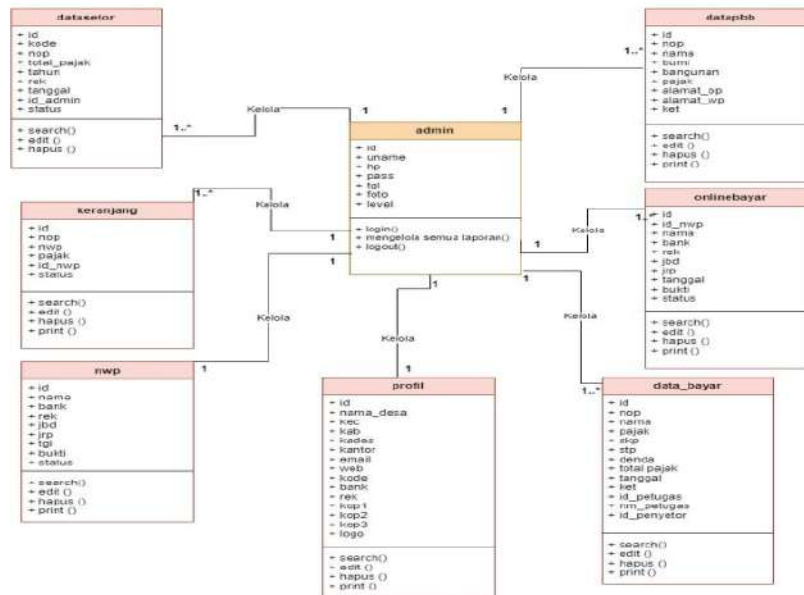 datasetor
+ id
+ kode
+ nop
+ total_pajak
+ tahun
+ rek
+ tanggal
+ id_admin
+ status
+ search()
+ edit ()
+ hapus ()
1..*
Kelola
1
datapbb
+ id
+ nop
+ nama
+ bumi
+ bangunan
+ pajak
+ alamat_op
+ alamat_wp
+ ket
+ search()
+ edit ()
+ hapus ()
+ print ()
1..*
Kelola
1
admin
+ id
+ uname
+ hp
+ pass
+ tgl
+ foto
+ level
+ login()
+ mengelola semua laporan()
+ logout()
keranjang
+ id
+ nop
+ nwp
+ pajak
+ id_nwp
+ status
+ search()
+ edit ()
+ hapus ()
+ print ()
1..*
Kelola
1
onlinebayar
+ id
+ id_nwp
+ nama
+ bank
+ rek
+ jbd
+ jrp
+ tanggal
+ bukti
+ status
+ search()
+ edit ()
+ hapus ()
+ print ()
Kelola
1
nwp
+ id
+ nama
+ bank
+ rek
+ jbd
+ jrp
+ tgl
+ bukti
+ status
+ search()
+ edit ()
+ hapus ()
+ print ()
1
Kelola
1
profil
+ id
+ nama_desa
+ kec
+ kab
+ kades
+ kantor
+ email
+ web
+ kode
+ bank
+ rek
+ kop1
+ kop2
+ kop3
+ logo
+ search()
+ edit ()
+ hapus ()
+ print ()
1
Kelola
1
data_bayar
+ id
+ nop
+ nama
+ pajak
+ skp
+ stp
+ denda
+ total pajak
+ tanggal
+ ket
+ id_petugas
+ nm_petugas
+ id_penyetor
+ search()
+ edit ()
+ hapus ()
+ print ()
1..*
Kelola
1